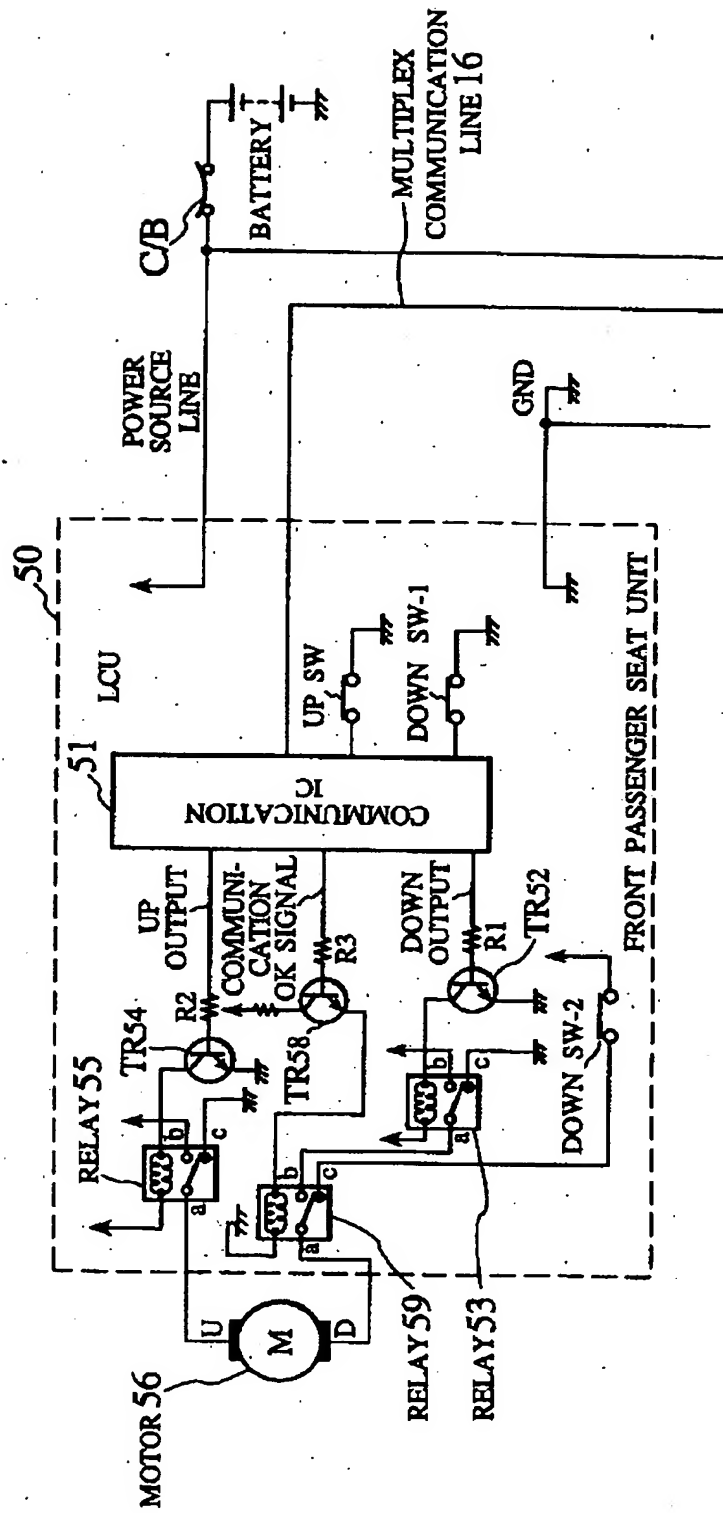 50
LCU
51
COMMUNICATION
IC
POWER
SOURCE
LINE
C/B
BATTERY
MULTIPLEX
COMMUNICATION
LINE 16
GND
UP SW
DOWN SW-1
UP
OUTPUT
COMMUNI-
CATION
OK SIGNAL
DOWN
OUTPUT
R2
R3
R1
TR54
TR58
TR52
RELAY 55
a
b
c
a
b
c
a
b
c
DOWN SW-2
FRONT PASSENGER SEAT UNIT
MOTOR 56
U
M
D
RELAY 59
RELAY 53